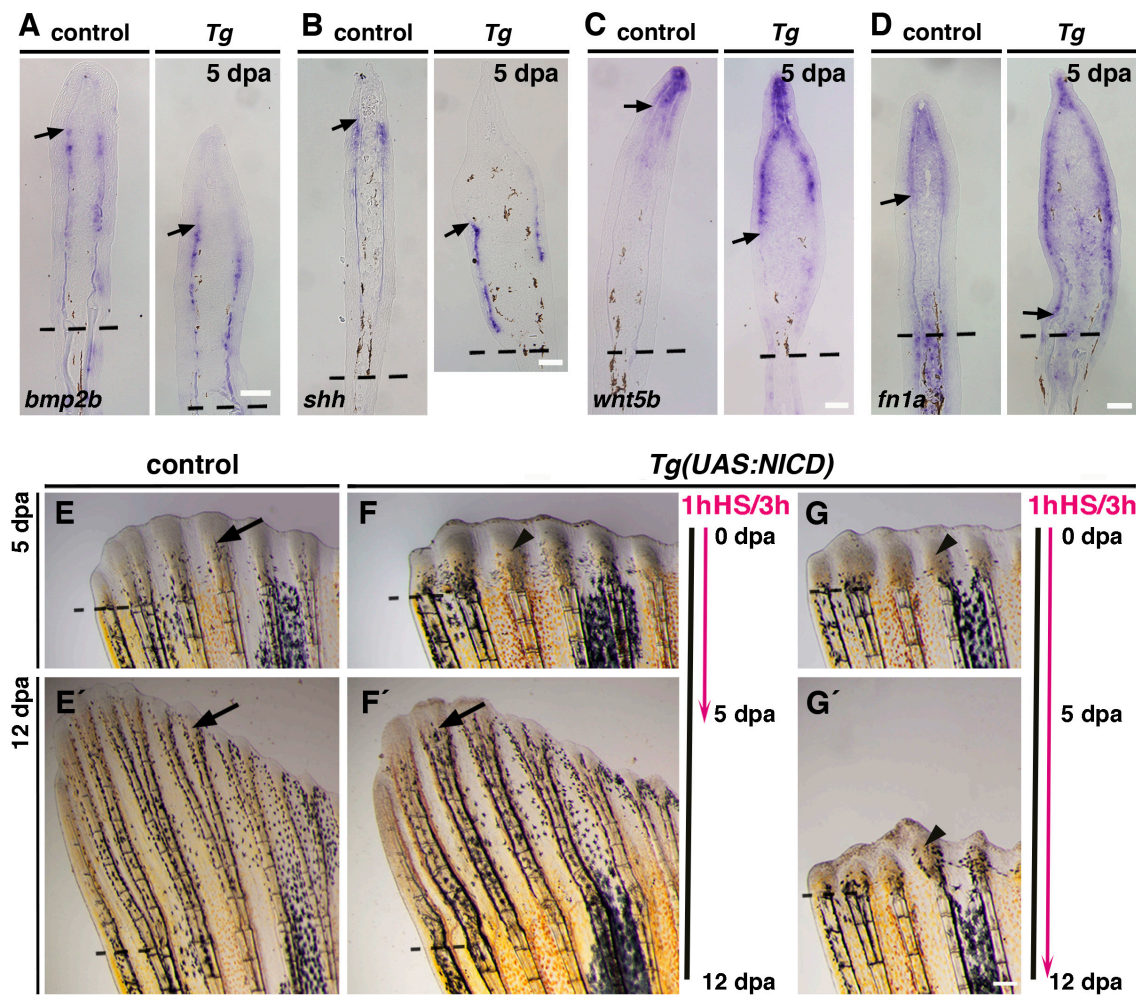 A
control
Tg
5 dpa
bmp2b
B
control
Tg
5 dpa
shh
C
control
Tg
5 dpa
wnt5b
D
control
Tg
5 dpa
fn1a
control
Tg(UAS:NICD)
5 dpa
E
F
1hHS/3h
0 dpa
G
1hHS/3h
0 dpa
12 dpa
E´
F´
5 dpa
G´
5 dpa
12 dpa
12 dpa